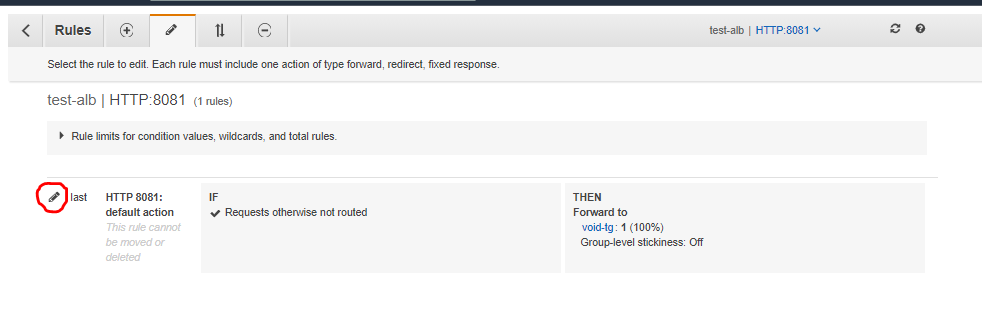 Rules
test-alb | HTTP:8081
Select the rule to edit. Each rule must include one action of type forward, redirect, fixed response.
test-alb | HTTP:8081 (1 rules)
Rule limits for condition values, wildcards, and total rules.
last
HTTP 8081:
default action
This rule cannot
be moved or
deleted
IF
Requests otherwise not routed
THEN
Forward to
void-tg: 1 (100%)
Group-level stickiness: Off